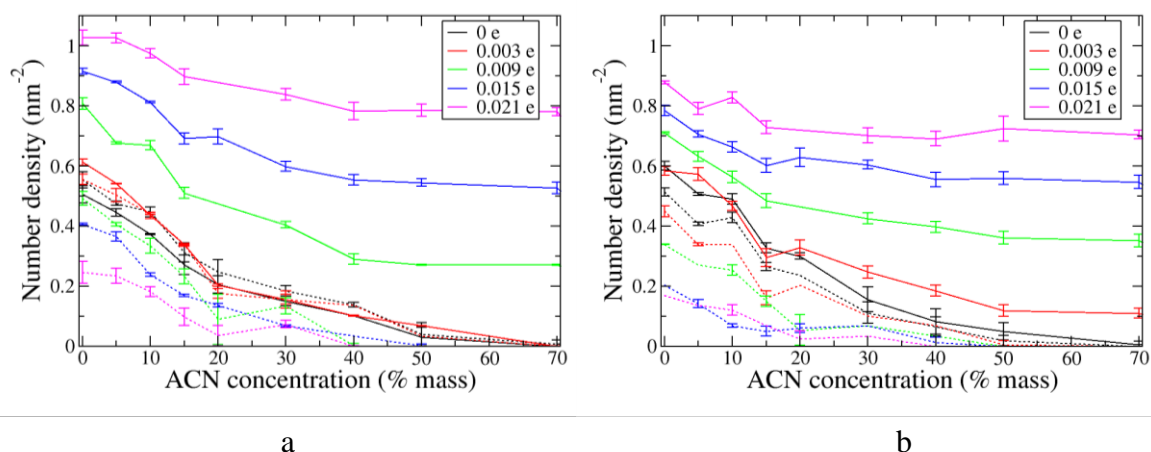 0 e
0.003 e
0.009 e
0.015 e
0.021 e
1
0.8
0.6
0.4
0.2
0
Number density (nm⁻²)
0 10 20 30 40 50 60 70
ACN concentration (% mass)
a
0 e
0.003 e
0.009 e
0.015 e
0.021 e
1
0.8
0.6
0.4
0.2
0
Number density (nm⁻²)
0 10 20 30 40 50 60 70
ACN concentration (% mass)
b